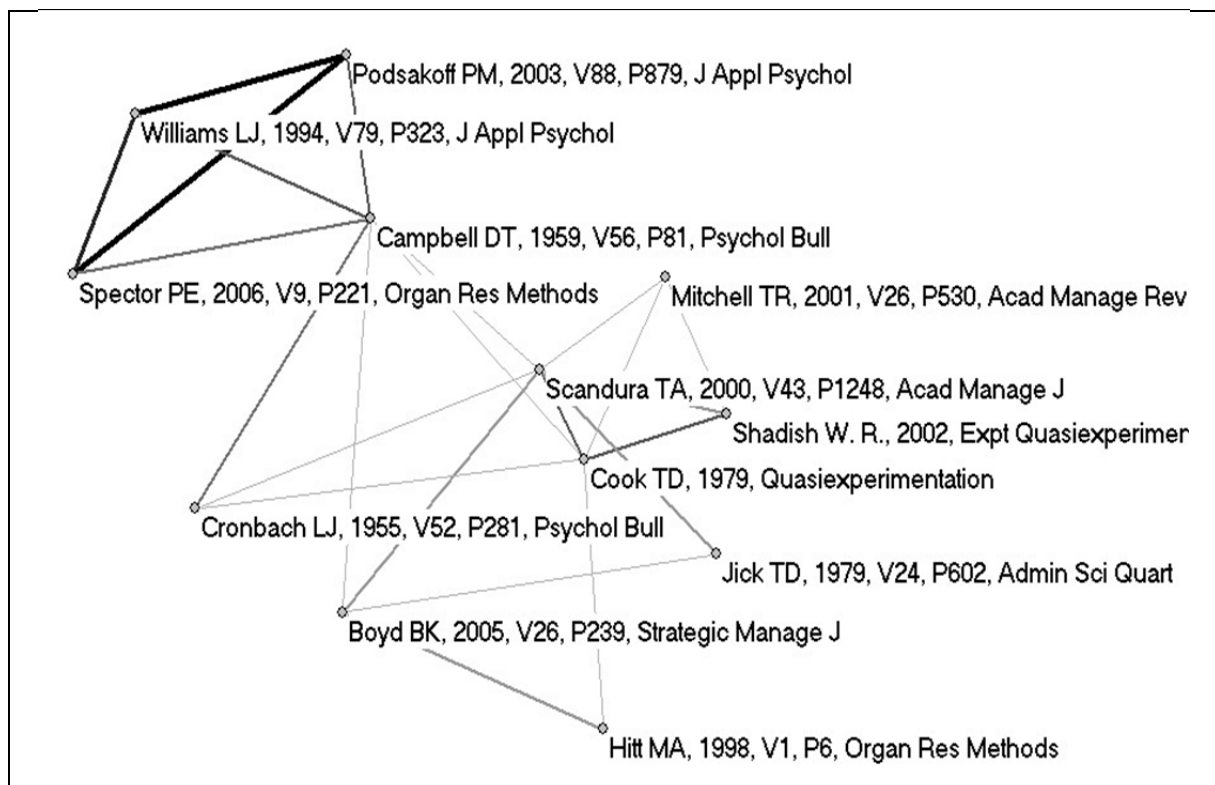 Podsakoff PM, 2003, V88, P879, J Appl Psychol
Williams LJ, 1994, V79, P323, J Appl Psychol
Campbell DT, 1959, V56, P81, Psychol Bull
Spector PE, 2006, V9, P221, Organ Res Methods
Mitchell TR, 2001, V26, P530, Acad Manage Rev
Scandura TA, 2000, V43, P1248, Acad Manage J
Shadish W. R., 2002, Expt Quasiexperimen
Cook TD, 1979, Quasiexperimentation
Cronbach LJ, 1955, V52, P281, Psychol Bull
Jick TD, 1979, V24, P602, Admin Sci Quart
Boyd BK, 2005, V26, P239, Strategic Manage J
Hitt MA, 1998, V1, P6, Organ Res Methods